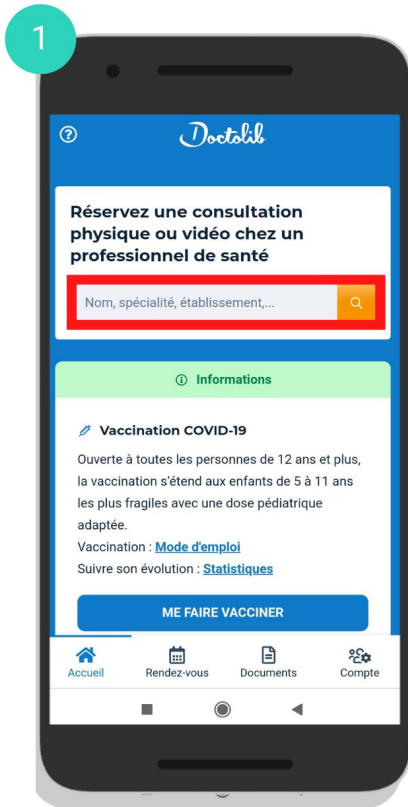 1
Doctolib
Réservez une consultation
physique ou vidéo chez un
professionnel de santé
Nom, spécialité, établissement,...
Informations
Vaccination COVID-19
Ouverte à toutes les personnes de 12 ans et plus,
la vaccination s'étend aux enfants de 5 à 11 ans
les plus fragiles avec une dose pédiatrique
adaptée.
Vaccination : Mode d'emploi
Suivre son évolution : Statistiques
ME FAIRE VACCINER
Accueil Rendez-vous Documents Compte